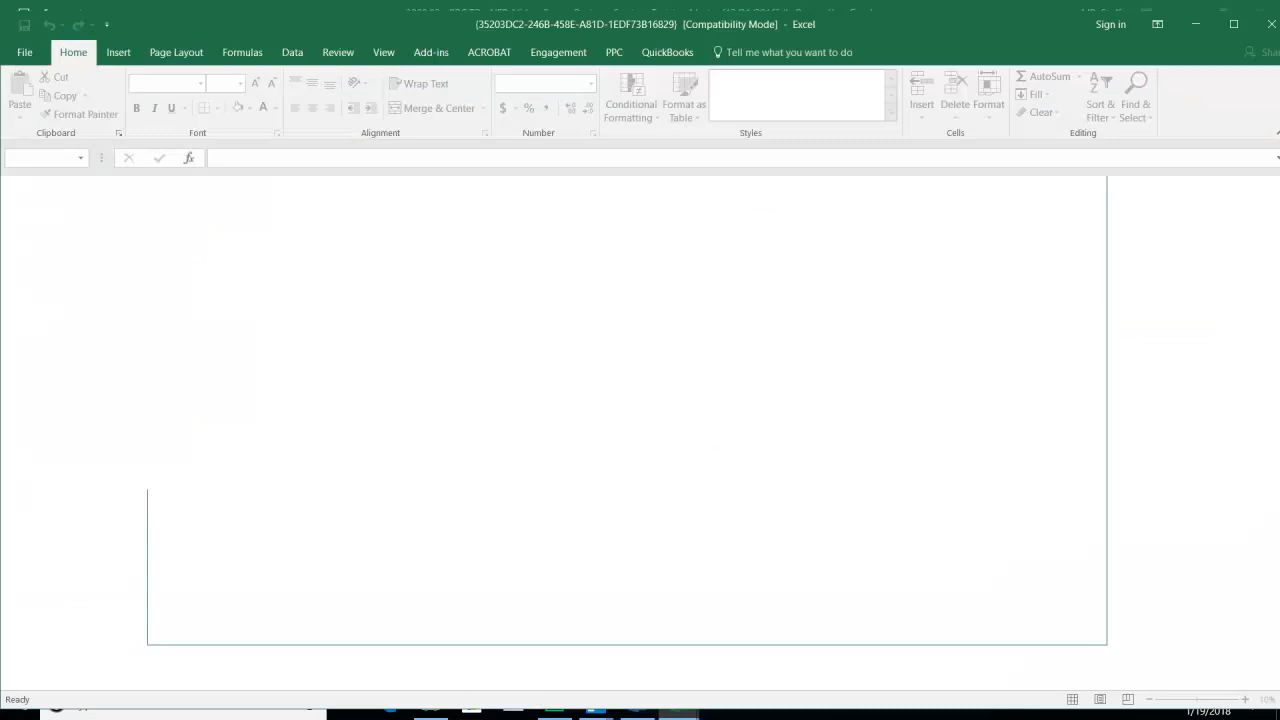 {35203DC2-246B-458E-A81D-1EDF73B16829} [Compatibility Mode] - Excel
Sign in
File Home Insert Page Layout Formulas Data Review View Add-ins ACROBAT Engagement PPC QuickBooks Tell me what you want to do
Paste
Cut
Copy
Format Painter
Clipboard
B I U
A
Font
Wrap Text
Merge & Center
Alignment
$ % ,
Number
Conditional Formatting
Format as Table
Styles
Insert Delete Format
Cells
AutoSum
Fill
Clear
Sort & Filter
Find & Select
Editing
fx
Ready
10%
1/19/2018